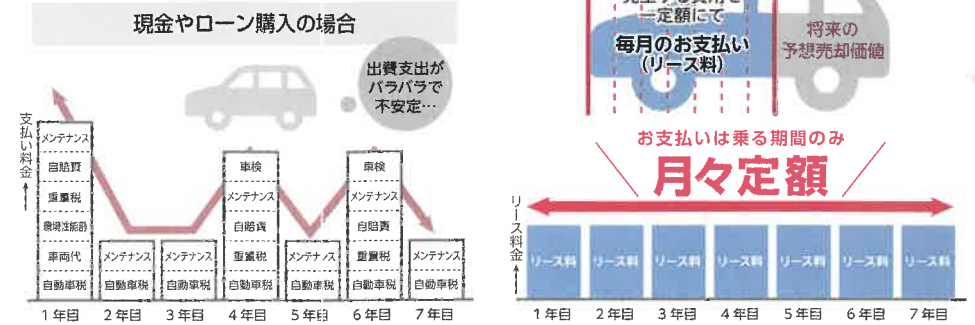 現金やローン購入の場合
出費支出が
バラバラで
不安定…
支払い料金
メンテナンス
自賠責
重量税
環境性能割
車両代
自動車税
メンテナンス
自動車税
メンテナンス
自動車税
車検
メンテナンス
自賠責
重量税
自動車税
メンテナンス
自動車税
車検
メンテナンス
自賠責
重量税
自動車税
メンテナンス
自動車税
1年目
2年目
3年目
4年目
5年目
6年目
7年目
一定額にて
毎月のお支払い
(リース料)
将来の
予想売却価値
お支払いは乗る期間のみ
月々定額
リース料金
リース料
リース料
リース料
リース料
リース料
リース料
リース料
1年目
2年目
3年目
4年目
5年目
6年目
7年目